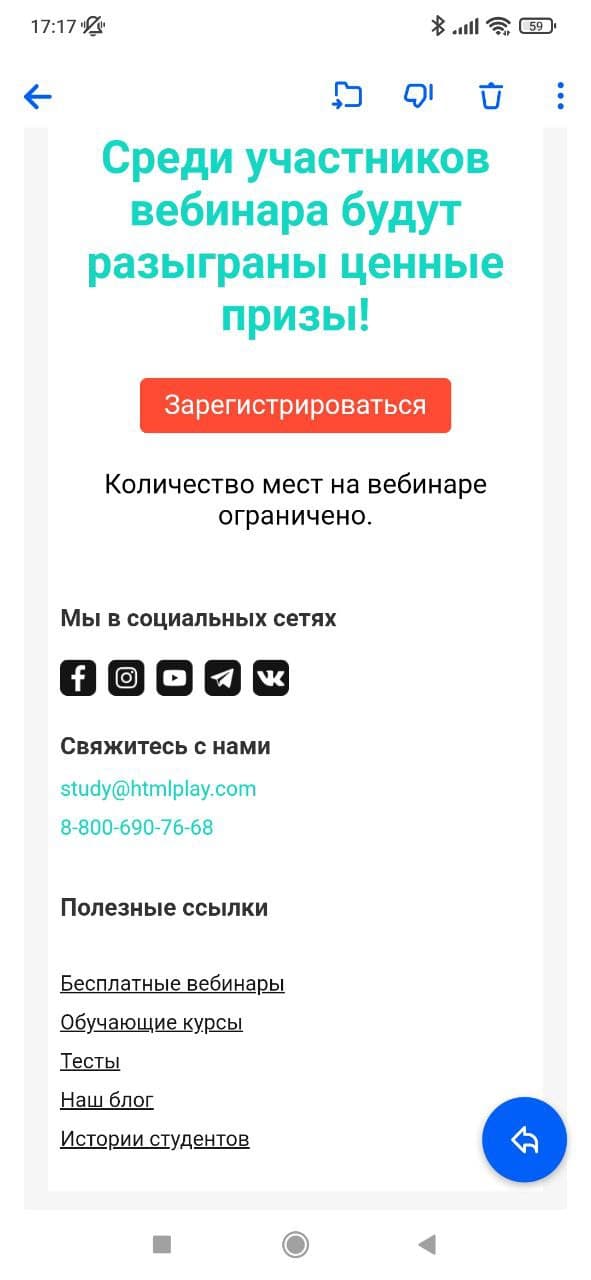 17:17
59
Среди участников
вебинара будут
разыграны ценные
призы!
Зарегистрироваться
Количество мест на вебинаре
ограничено.
Мы в социальных сетях
Свяжитесь с нами
study@htmlplay.com
8-800-690-76-68
Полезные ссылки
Бесплатные вебинары
Обучающие курсы
Тесты
Наш блог
Истории студентов